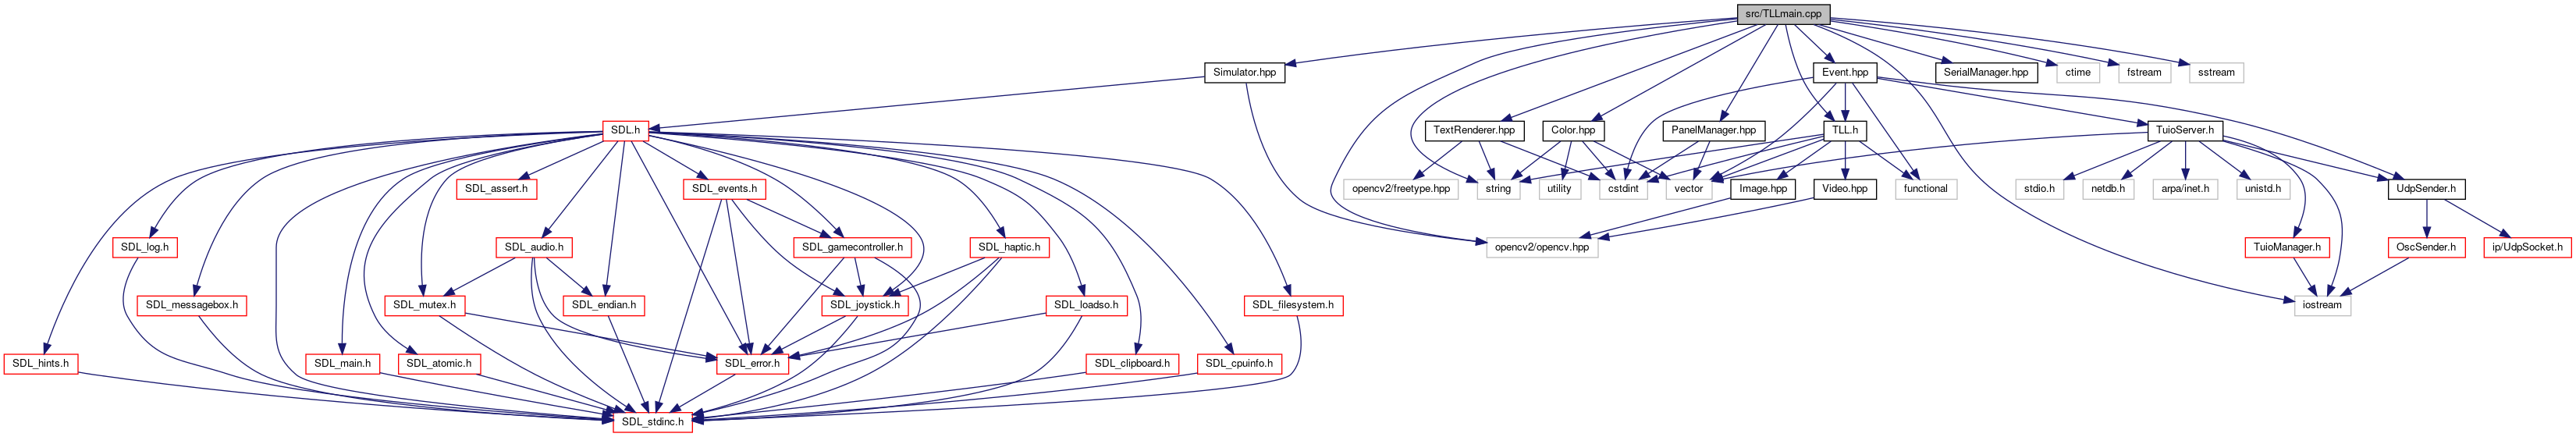 src/TLLmain.cpp
Simulator.hpp
Event.hpp
SerialManager.hpp
ctime
fstream
sstream
SDL.h
TextRenderer.hpp
Color.hpp
PanelManager.hpp
TLL.h
TuioServer.h
SDL_assert.h
SDL_events.h
opencv2/freetype.hpp
string
utility
cstdint
vector
Image.hpp
Video.hpp
functional
stdio.h
netdb.h
arpa/inet.h
unistd.h
UdpSender.h
SDL_log.h
SDL_audio.h
SDL_gamecontroller.h
SDL_haptic.h
opencv2/opencv.hpp
TuioManager.h
OscSender.h
ip/UdpSocket.h
SDL_messagebox.h
SDL_mutex.h
SDL_endian.h
SDL_joystick.h
SDL_loadso.h
SDL_filesystem.h
iostream
SDL_hints.h
SDL_main.h
SDL_atomic.h
SDL_error.h
SDL_clipboard.h
SDL_cpuinfo.h
SDL_stdinc.h